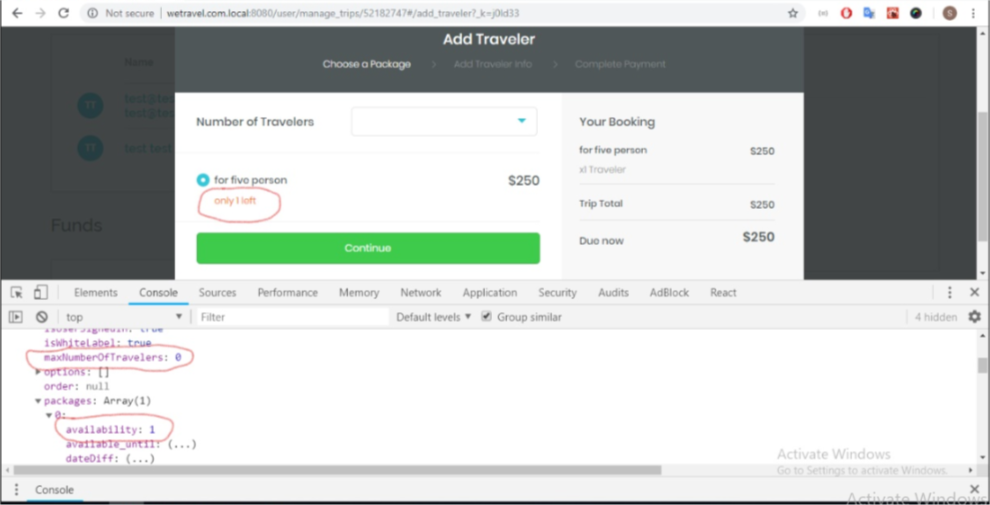 Not secure | wetravel.com.local:8080/user/manage_trips/52182747#/add_traveler?_k=j0ld33
S
Add Traveler
Choose a Package > Add Traveler Info > Complete Payment
Name
TT
TT
test test
Funds
Number of Travelers
for five person $250
only 1 left
Continue
Your Booking
for five person $250
x1 Traveler
Trip Total $250
Due now $250
Elements Console Sources Performance Memory Network Application Security Audits AdBlock React
top Filter Default levels Group similar 4 hidden
isUserSignedIn: true
isWhiteLabel: true
maxNumberOfTravelers: 0
options: []
order: null
packages: Array(1)
0:
availability: 1
available_until: (...)
dateDiff: (...)
Activate Windows
Go to Settings to activate Windows.
Console
Activate Windows